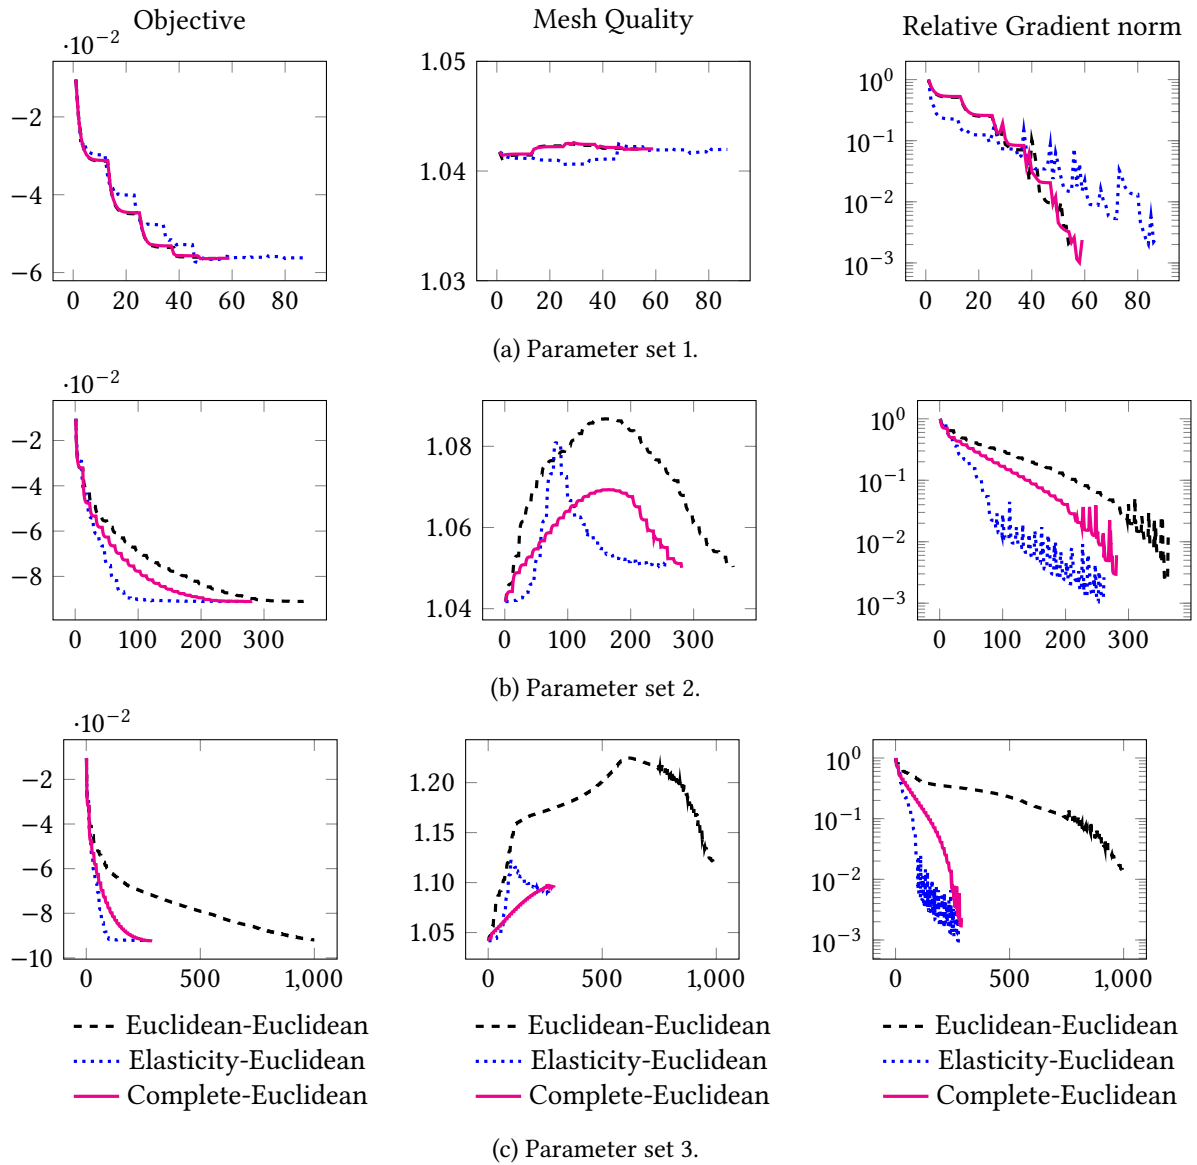 Objective
Mesh Quality
Relative Gradient norm
·10−2
−2
−4
−6
0 20 40 60 80
1.05
1.04
1.03
0 20 40 60 80
10^0
10^−1
10^−2
10^−3
0 20 40 60 80
(a) Parameter set 1.
·10−2
−2
−4
−6
−8
0 100 200 300
1.08
1.06
1.04
0 100 200 300
10^0
10^−1
10^−2
10^−3
0 100 200 300
(b) Parameter set 2.
·10−2
−2
−4
−6
−8
−10
0 500 1,000
1.20
1.15
1.10
1.05
0 500 1,000
10^0
10^−1
10^−2
10^−3
0 500 1,000
Euclidean-Euclidean
Elasticity-Euclidean
Complete-Euclidean
Euclidean-Euclidean
Elasticity-Euclidean
Complete-Euclidean
Euclidean-Euclidean
Elasticity-Euclidean
Complete-Euclidean
(c) Parameter set 3.